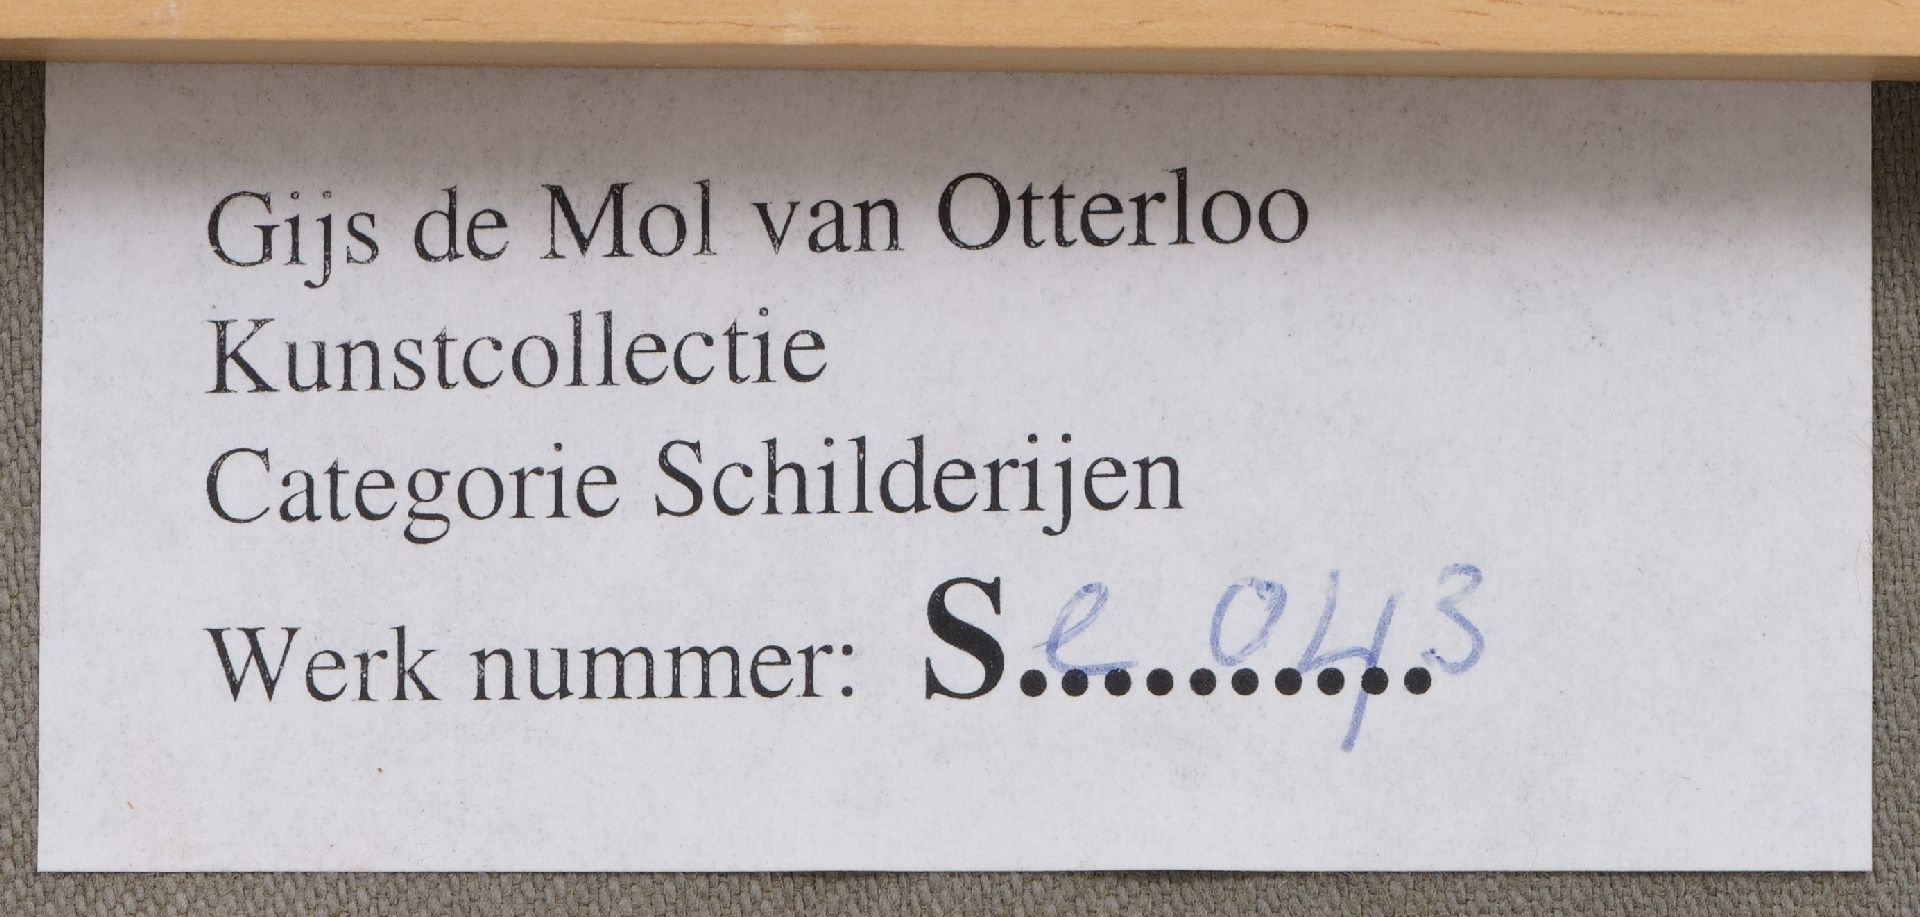 Gijs de Mol van Otterloo
Kunstcollectie
Categorie Schilderijen
Werk nummer: S.......... e 043